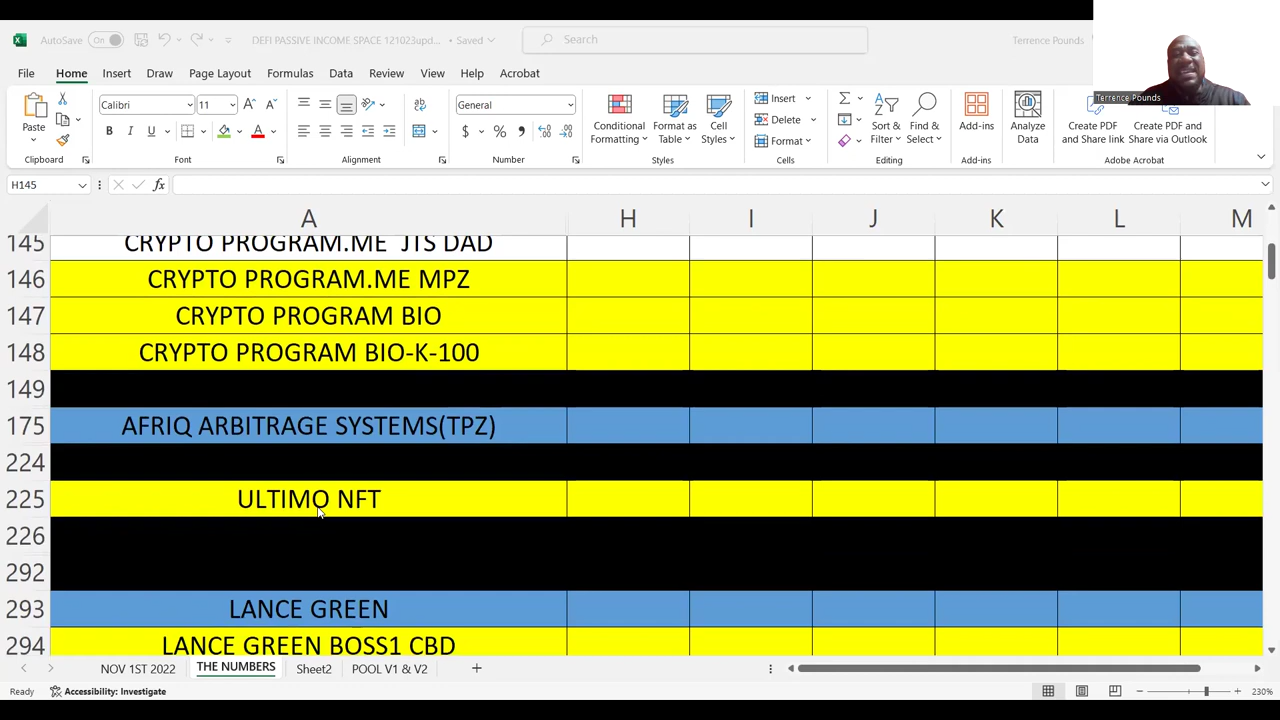 AutoSave On DEFI PASSIVE INCOME SPACE 121023upd... • Saved Search Terrence Pounds
Terrence Pounds
File Home Insert Draw Page Layout Formulas Data Review View Help Acrobat
Paste Calibri 11 B I U General $ % , Conditional Formatting Format as Table Cell Styles Insert Delete Format Sort & Filter Find & Select Add-ins Analyze Data Create PDF and Share link Create PDF and Share via Outlook
Clipboard Font Alignment Number Styles Cells Editing Add-ins Adobe Acrobat
H145 fx
A H I J K L M
145 CRYPTO PROGRAM.ME JTS DAD
146 CRYPTO PROGRAM.ME MPZ
147 CRYPTO PROGRAM BIO
148 CRYPTO PROGRAM BIO-K-100
149
175 AFRIQ ARBITRAGE SYSTEMS(TPZ)
224
225 ULTIMO NFT
226
292
293 LANCE GREEN
294 LANCE GREEN BOSS1 CBD
NOV 1ST 2022 THE NUMBERS Sheet2 POOL V1 & V2
Ready Accessibility: Investigate 230%